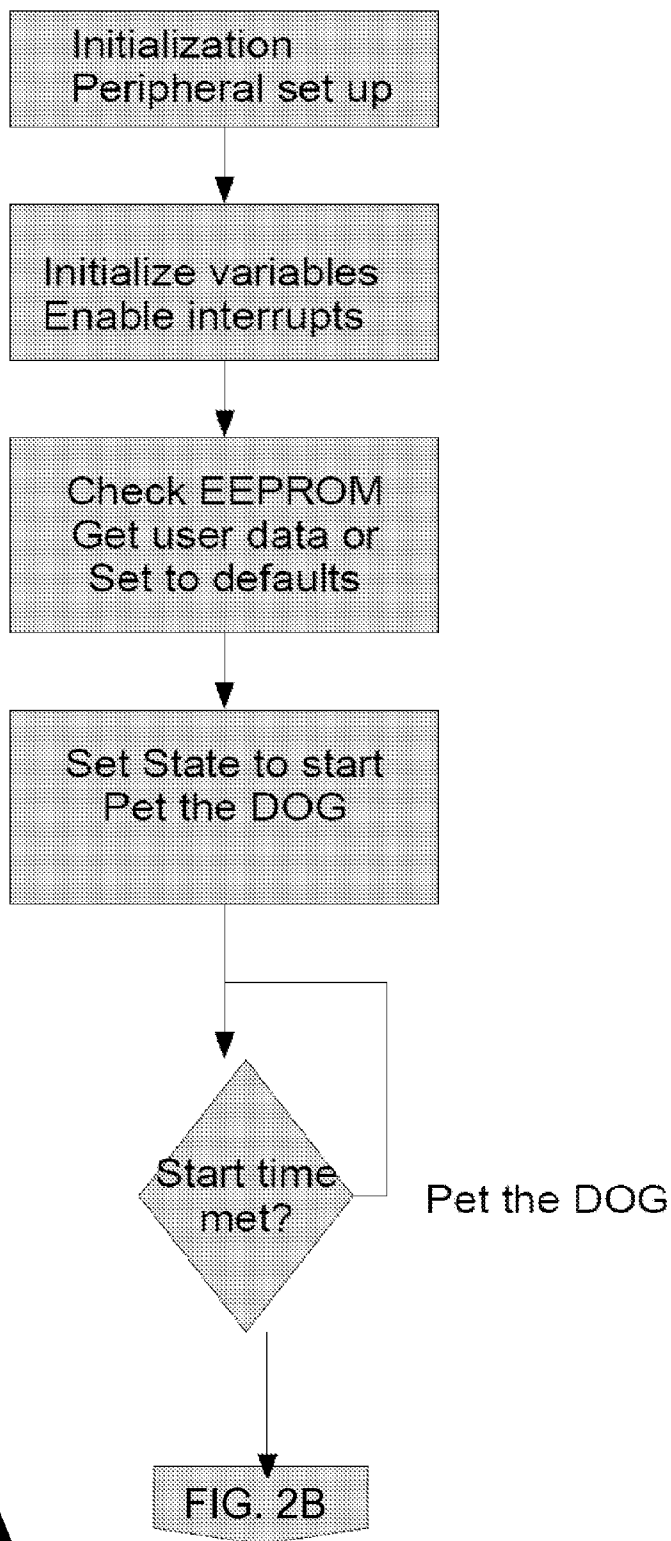 Initialization
Peripheral set up
Initialize variables
Enable interrupts
Check EEPROM
Get user data or
Set to defaults
Set State to start
Pet the DOG
Start time
met?
Pet the DOG
FIG. 2B